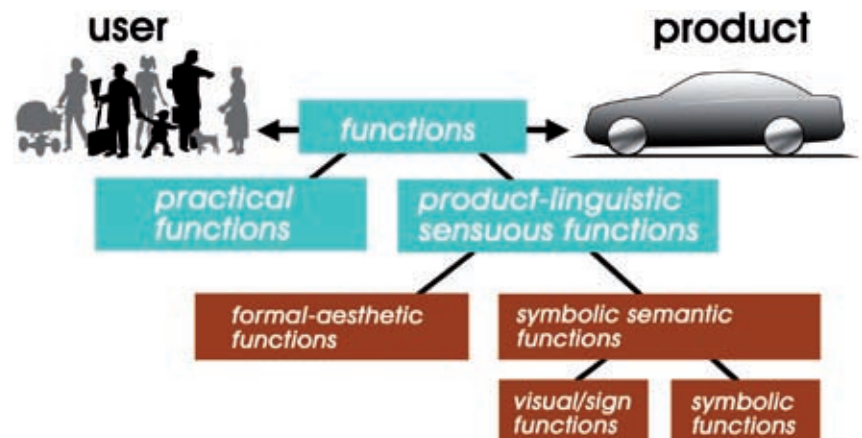 user
product
functions
practical
functions
product-linguistic
sensuous functions
formal-aesthetic
functions
symbolic semantic
functions
visual/sign
functions
symbolic
functions